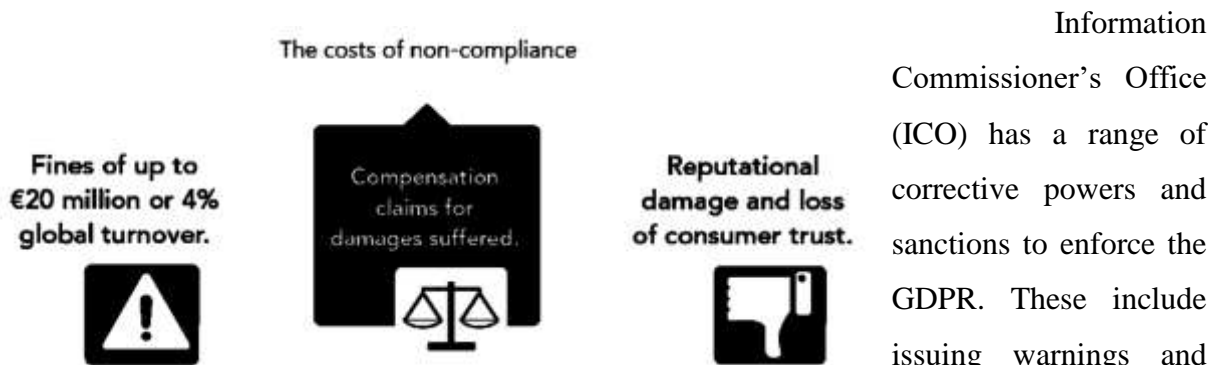 The costs of non-compliance
Fines of up to
€20 million or 4%
global turnover.
Compensation
claims for
damages suffered.
Reputational
damage and loss
of consumer trust.
Information
Commissioner’s Office
(ICO) has a range of
corrective powers and
sanctions to enforce the
GDPR. These include
issuing warnings and